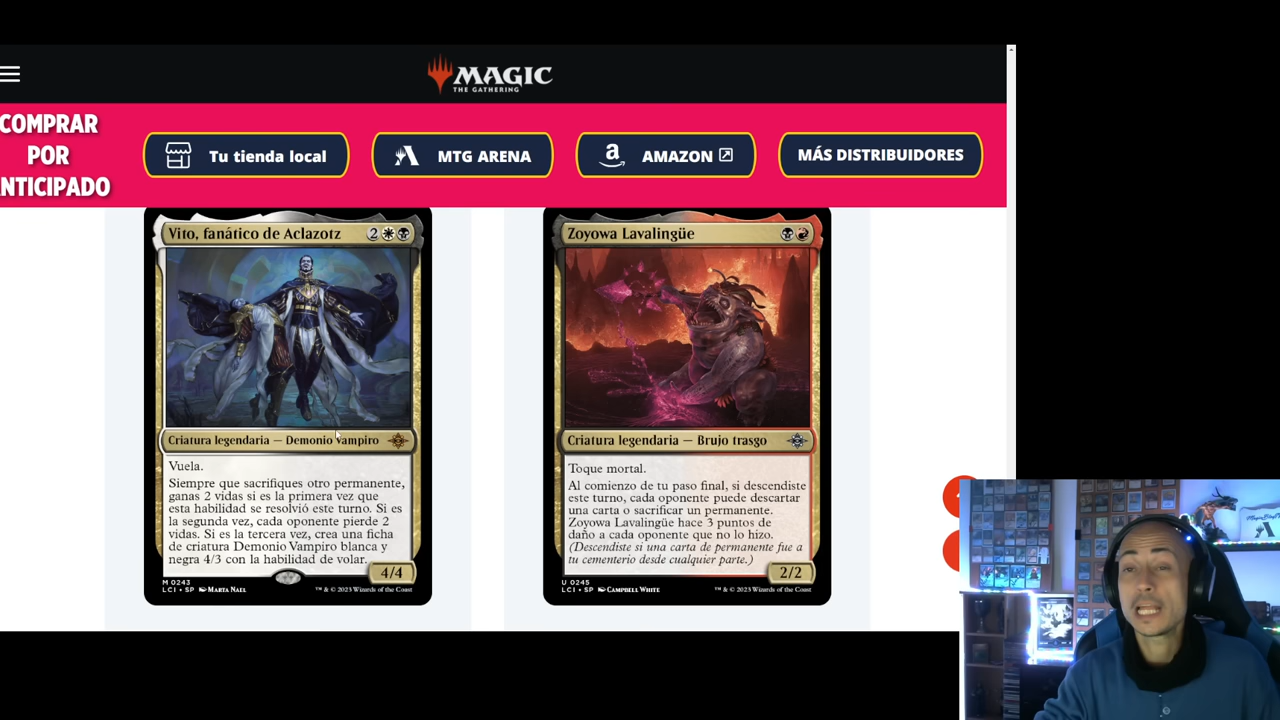 MAGIC
THE GATHERING
COMPRAR
POR
ANTICIPADO
Tu tienda local
MTG ARENA
AMAZON
MÁS DISTRIBUIDORES
Vito, fanático de Aclazotz 2
Criatura legendaria — Demonio Vampiro
Vuela.
Siempre que sacrifiques otro permanente,
ganas 2 vidas si es la primera vez que
esta habilidad se resolvió este turno. Si es
la segunda vez, cada oponente pierde 2
vidas. Si es la tercera vez, crea una ficha
de criatura Demonio Vampiro blanca y
negra 4/3 con la habilidad de volar.
4/4
M 0243
LCI • SP Marta Nael ™ & © 2023 Wizards of the Coast
Zoyowa Lavalingüe
Criatura legendaria — Brujo trasgo
Toque mortal.
Al comienzo de tu paso final, si descendiste
este turno, cada oponente puede descartar
una carta o sacrificar un permanente.
Zoyowa Lavalingüe hace 3 puntos de
daño a cada oponente que no lo hizo.
(Descendiste si una carta de permanente fue a
tu cementerio desde cualquier parte.)
2/2
U 0245
LCI • SP Campbell White ™ & © 2023 Wizards of the Coast